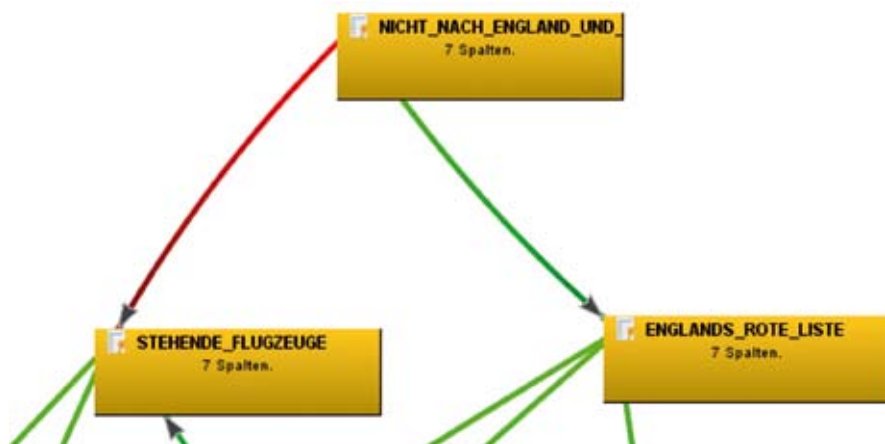 NICHT_NACH_ENGLAND_UND_
7 Spalten.
STEHENDE_FLUGZEUGE
7 Spalten.
ENGLANDS_ROTE_LISTE
7 Spalten.